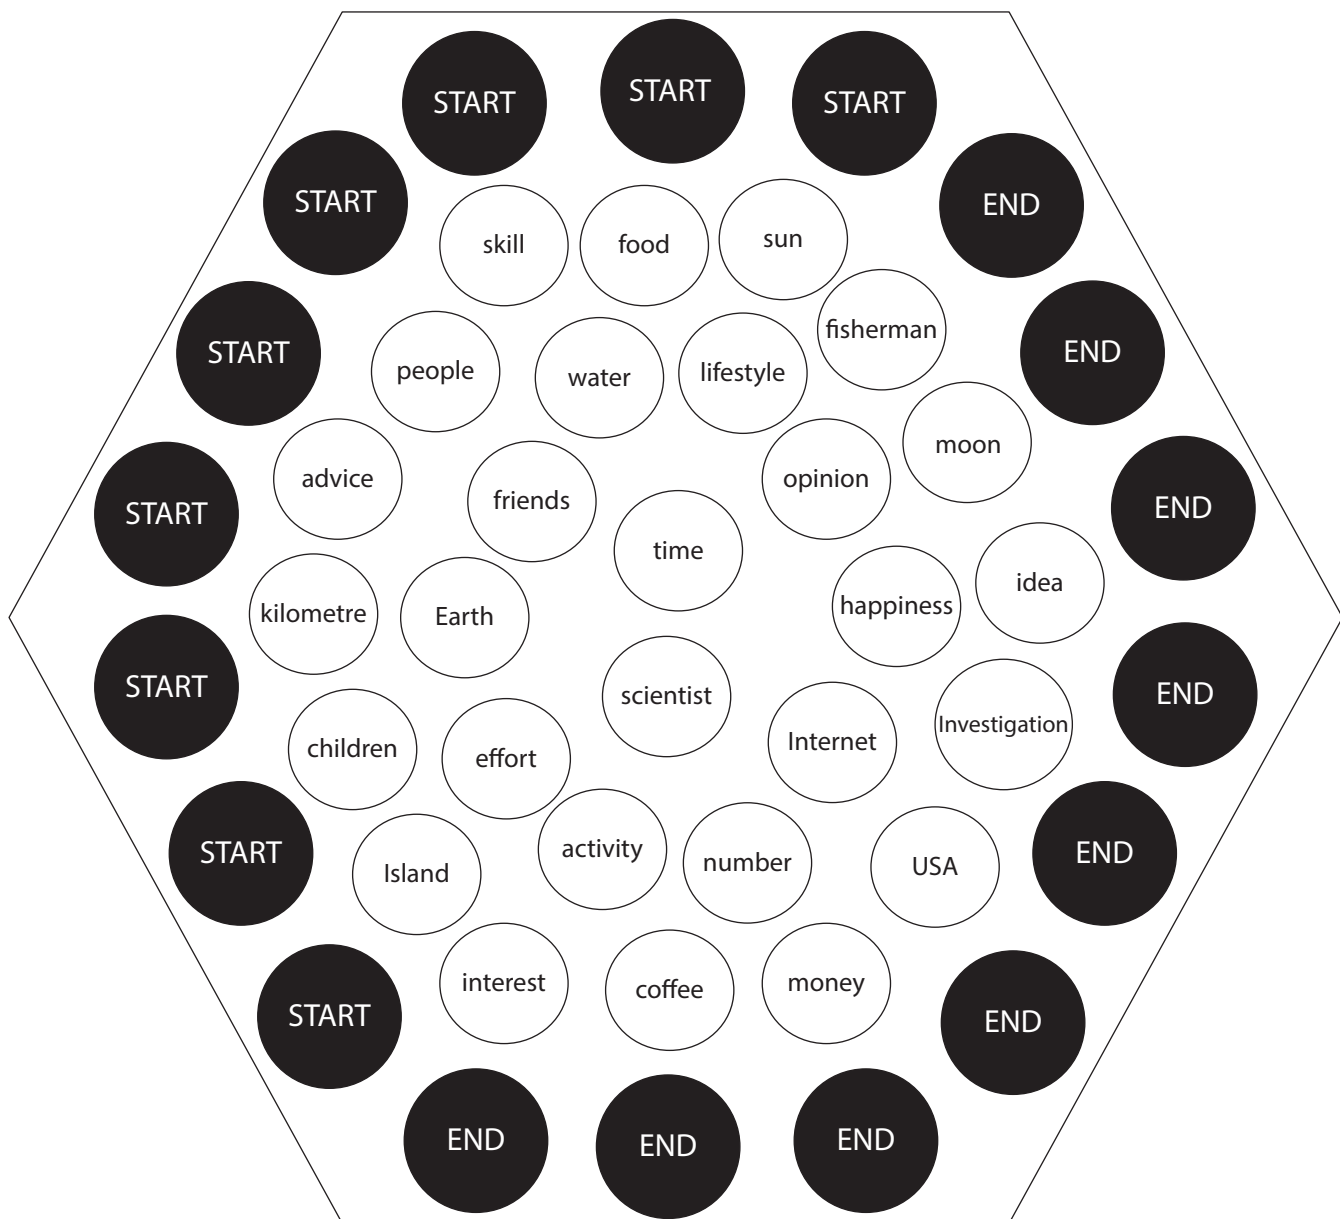 START
START
START
START
END
skill
food
sun
fisherman
START
END
people
water
lifestyle
moon
advice
friends
opinion
START
END
time
kilometre
Earth
happiness
idea
START
scientist
END
children
effort
Internet
Investigation
START
Island
activity
number
USA
END
interest
coffee
money
START
END
END
END
END